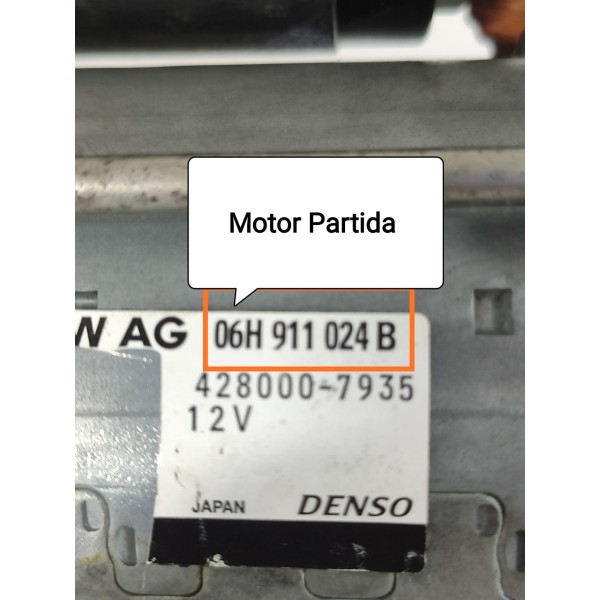 Motor Partida
W AG 06H 911 024 B
428000-7935
12V
JAPAN DENSO